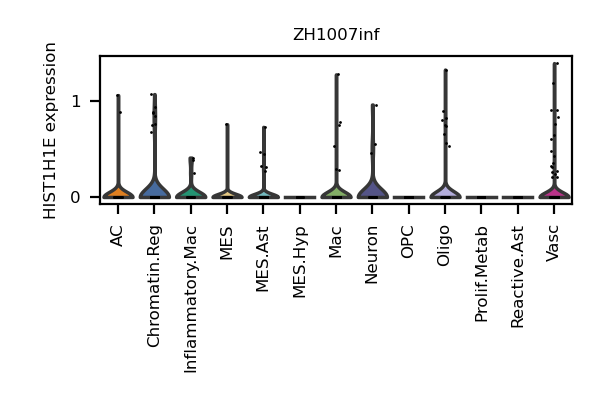 ZH1007inf
HIST1H1E expression
1
0
AC
Chromatin.Reg
Inflammatory.Mac
MES
MES.Ast
MES.Hyp
Mac
Neuron
OPC
Oligo
Prolif.Metab
Reactive.Ast
Vasc